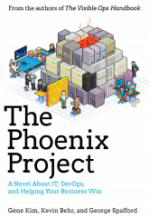 From the authors of The Visible Ops Handbook
The
Phoenix
Project
A Novel About IT, DevOps,
and Helping Your Business Win
Gene Kim, Kevin Behr, and George Spafford